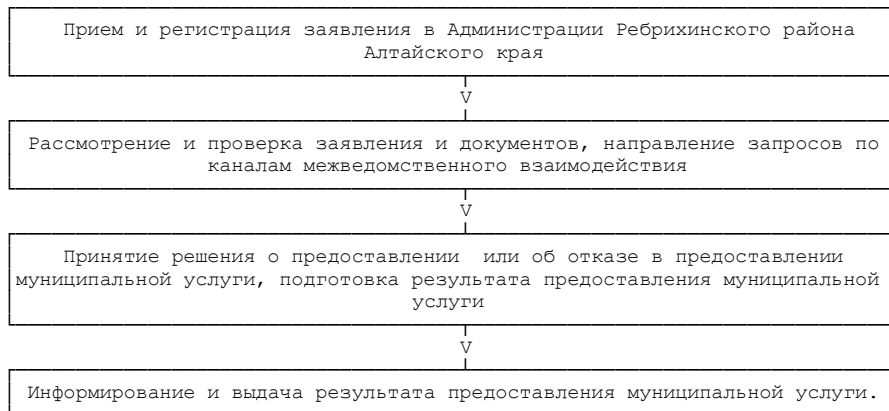 Прием и регистрация заявления в Администрации Ребрихинского района
Алтайского края
V
Рассмотрение и проверка заявления и документов, направление запросов по
каналам межведомственного взаимодействия
V
Принятие решения о предоставлении или об отказе в предоставлении
муниципальной услуги, подготовка результата предоставления муниципальной
услуги
V
Информирование и выдача результата предоставления муниципальной услуги.